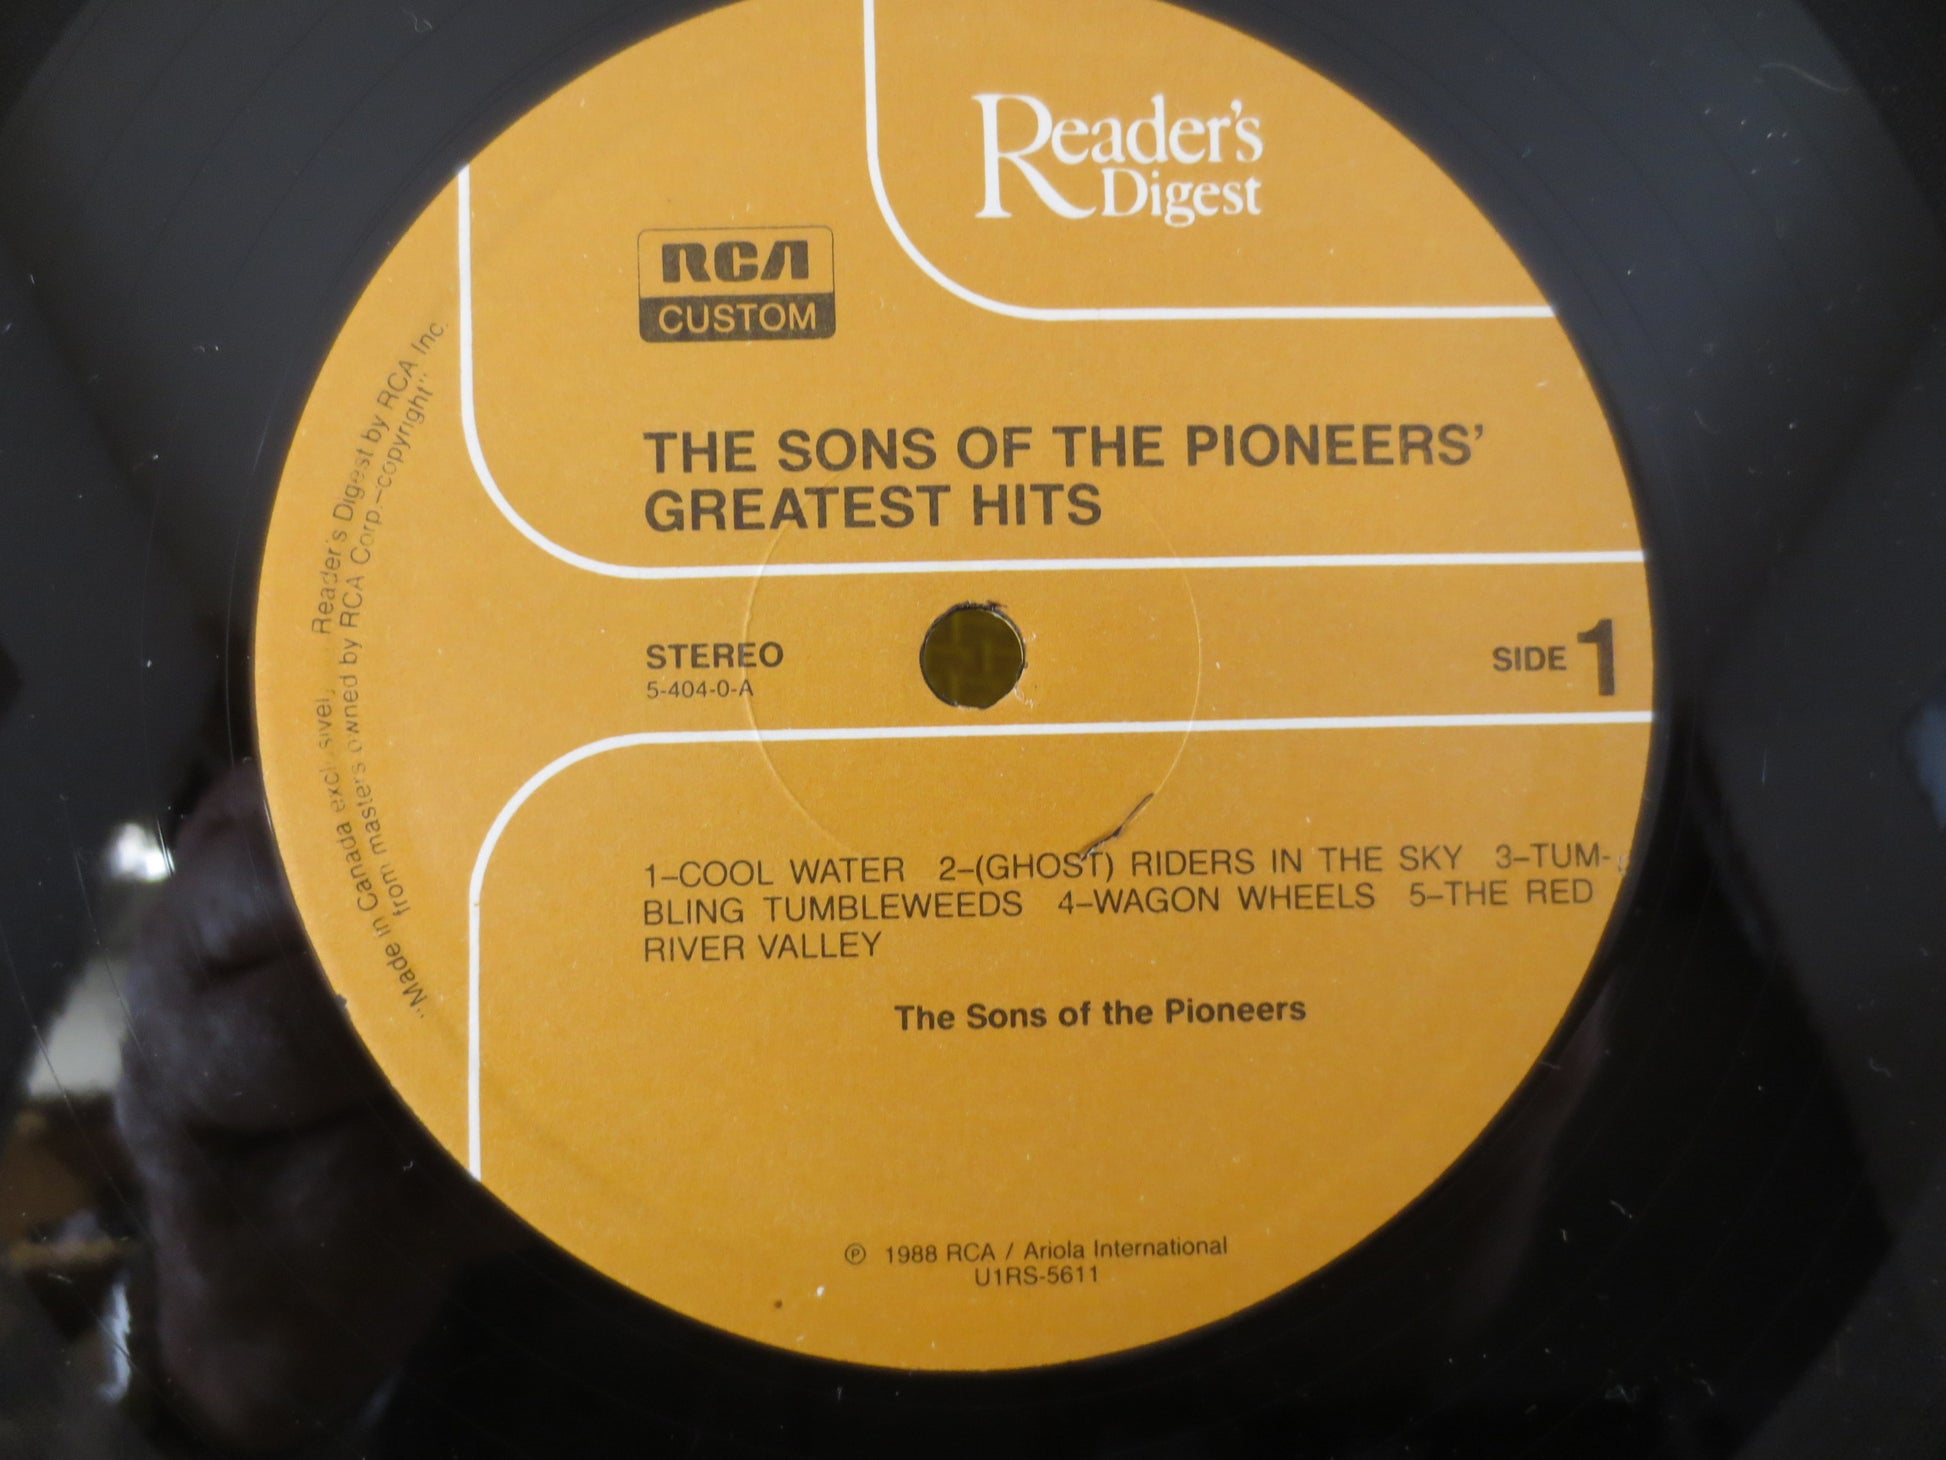 Reader's
Digest
RCA
CUSTOM
THE SONS OF THE PIONEERS'
GREATEST HITS
STEREO
5-404-0-A
SIDE 1
1–COOL WATER 2–(GHOST) RIDERS IN THE SKY 3–TUM-
BLING TUMBLEWEEDS 4–WAGON WHEELS 5–THE RED
RIVER VALLEY
The Sons of the Pioneers
℗ 1988 RCA / Ariola International
U1RS-5611
"Made in Canada Reader's Digest by RCA Inc.
from masters owned by RCA Corp.–copyright".